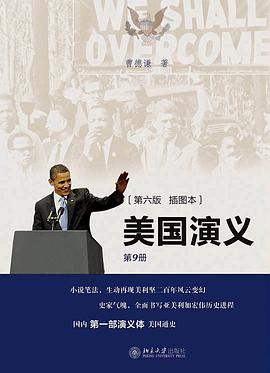 WE SHALL
OVERCOME
曹德谦 著
[第六版 插图本]
美国演义
第9册
小说笔法，生动再现美利坚二百年风云变幻
史家气魄，全面书写亚美利加宏伟历史进程
国内 第一部演义体 美国通史
北京大学出版社
PEKING UNIVERSITY PRESS